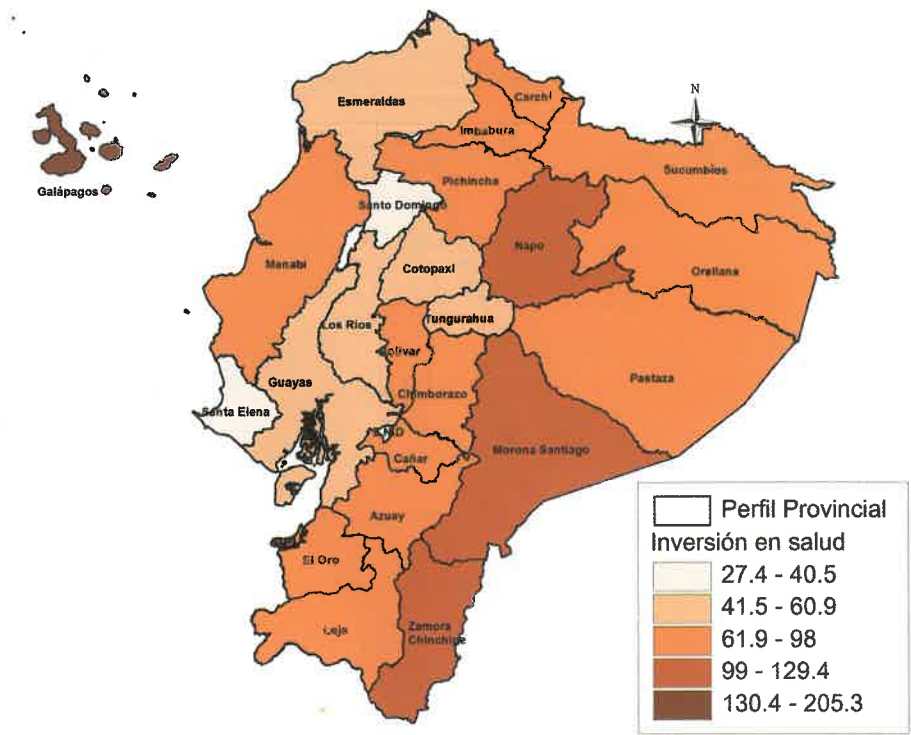 N
Carchi
Esmeraldas
Imbabura
Sucumbíos
Pichincha
Galápagos
Santo Domingo
Napo
Manabí
Cotopaxi
Orellana
Los Ríos
Tungurahua
Bolívar
Pastaza
Guayas
Chimborazo
Santa Elena
Morona Santiago
Cañar
Azuay
El Oro
Loja
Zamora
Chinchipe
Perfil Provincial
Inversión en salud
27.4 - 40.5
41.5 - 60.9
61.9 - 98
99 - 129.4
130.4 - 205.3